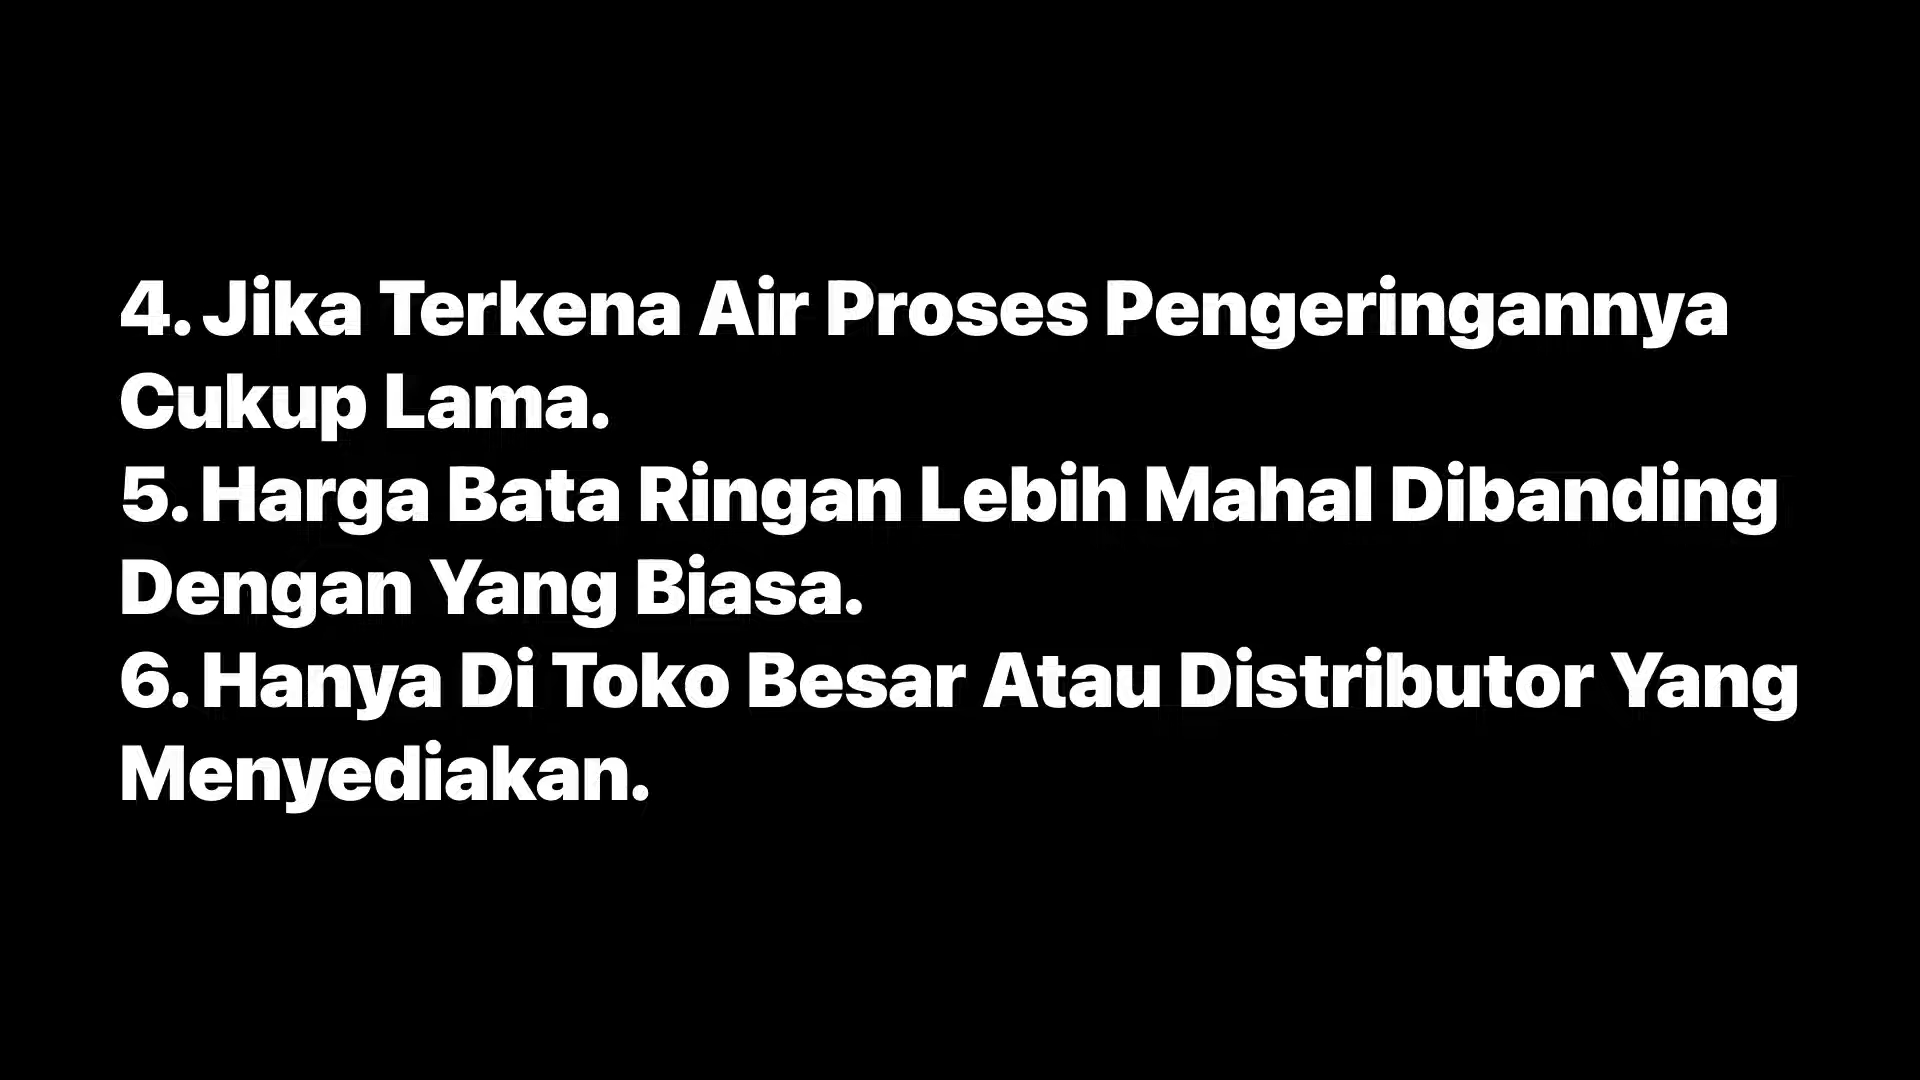 4. Jika Terkena Air Proses Pengeringannya
Cukup Lama.
5. Harga Bata Ringan Lebih Mahal Dibanding
Dengan Yang Biasa.
6. Hanya Di Toko Besar Atau Distributor Yang
Menyediakan.